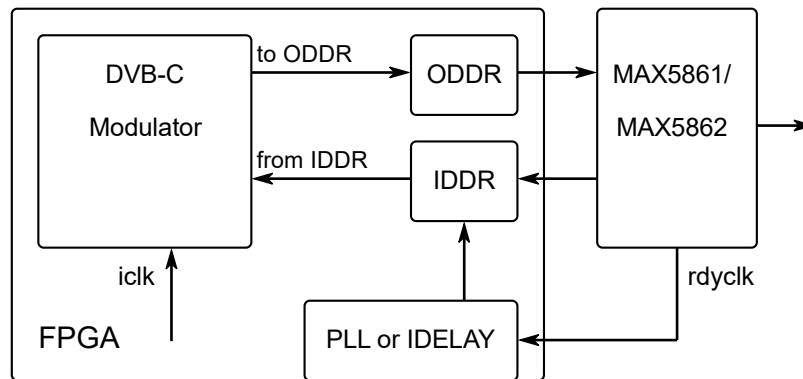 DVB-C
Modulator
to ODDR
ODDR
MAX5861/
MAX5862
from IDDR
IDDR
iclk
rdyclk
FPGA
PLL or IDELAY